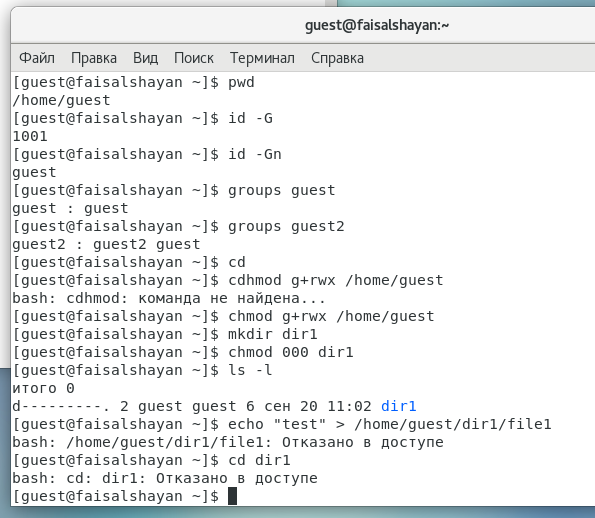 guest@faisalshayan:~
Файл Правка Вид Поиск Терминал Справка
[guest@faisalshayan ~]$ pwd
/home/guest
[guest@faisalshayan ~]$ id -G
1001
[guest@faisalshayan ~]$ id -Gn
guest
[guest@faisalshayan ~]$ groups guest
guest : guest
[guest@faisalshayan ~]$ groups guest2
guest2 : guest2 guest
[guest@faisalshayan ~]$ cd
[guest@faisalshayan ~]$ cdhmod g+rwx /home/guest
bash: cdhmod: команда не найдена...
[guest@faisalshayan ~]$ chmod g+rwx /home/guest
[guest@faisalshayan ~]$ mkdir dir1
[guest@faisalshayan ~]$ chmod 000 dir1
[guest@faisalshayan ~]$ ls -l
итого 0
d---------. 2 guest guest 6 сен 20 11:02 dir1
[guest@faisalshayan ~]$ echo "test" > /home/guest/dir1/file1
bash: /home/guest/dir1/file1: Отказано в доступе
[guest@faisalshayan ~]$ cd dir1
bash: cd: dir1: Отказано в доступе
[guest@faisalshayan ~]$